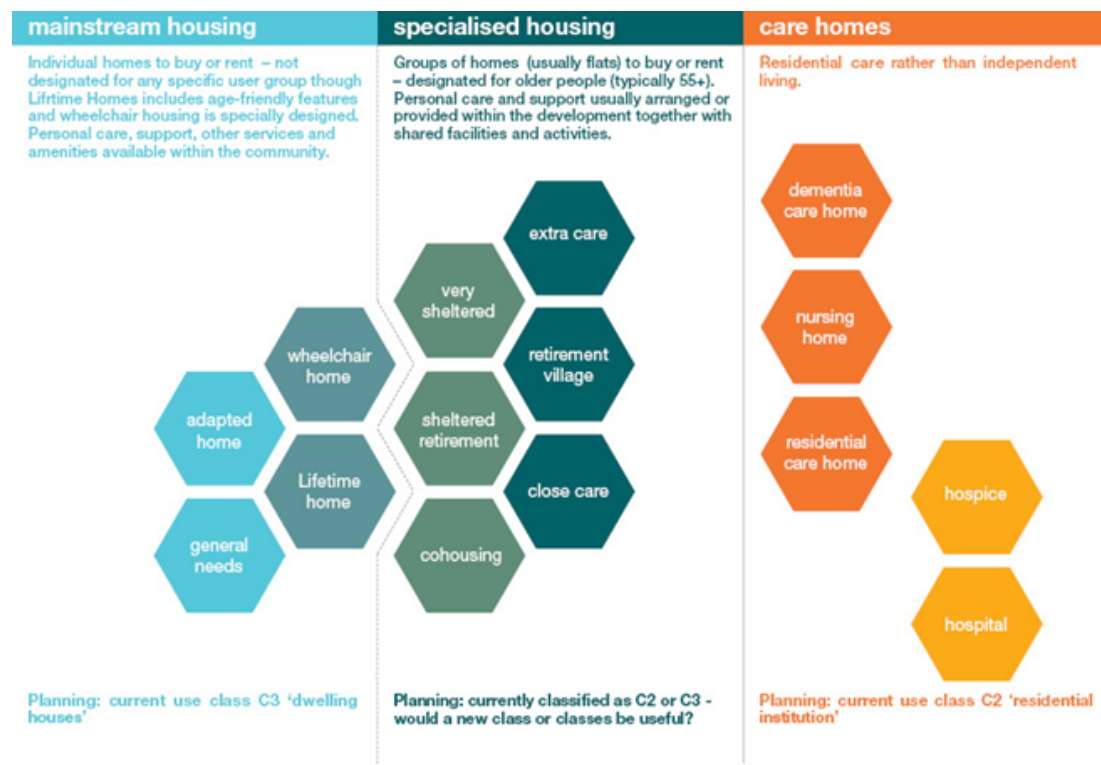 mainstream housing
Individual homes to buy or rent – not
designated for any specific user group though
Lifrtime Homes includes age-friendly features
and wheelchair housing is specially designed.
Personal care, support, other services and
amenities available within the community.
wheelchair
home
adapted
home
Lifetime
home
general
needs
Planning: current use class C3 ‘dwelling
houses’
specialised housing
Groups of homes (usually flats) to buy or rent
– designated for older people (typically 55+).
Personal care and support usually arranged or
provided within the development together with
shared facilities and activities.
extra care
very
sheltered
retirement
village
sheltered
retirement
close care
cohousing
Planning: currently classified as C2 or C3 -
would a new class or classes be useful?
care homes
Residential care rather than independent
living.
dementia
care home
nursing
home
residential
care home
hospice
hospital
Planning: current use class C2 ‘residential
institution’